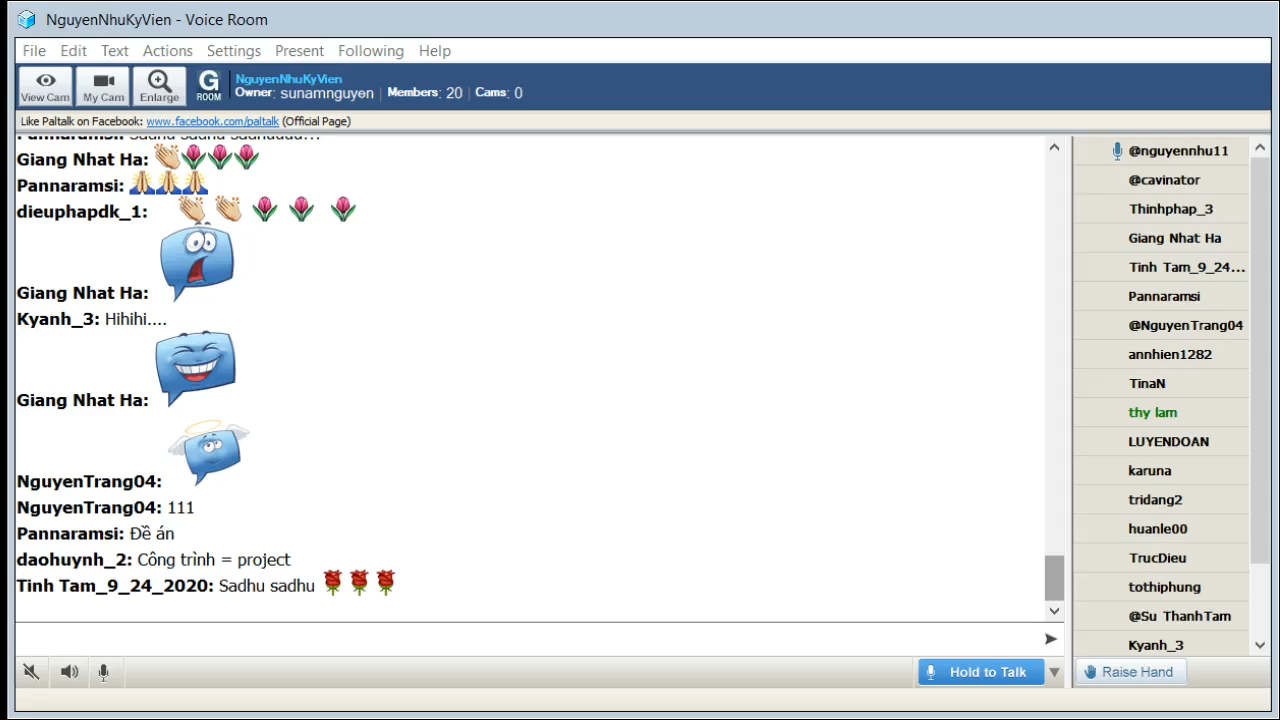 NguyenNhuKyVien - Voice Room
File Edit Text Actions Settings Present Following Help
View Cam My Cam Enlarge G ROOM NguyenNhuKyVien
Owner: sunamnguyen | Members: 20 | Cams: 0
Like Paltalk on Facebook: www.facebook.com/paltalk (Official Page)
Giang Nhat Ha:
Pannaramsi:
dieuphapdk_1:
Giang Nhat Ha:
Kyanh_3: Hihihi....
Giang Nhat Ha:
NguyenTrang04:
NguyenTrang04: 111
Pannaramsi: Đề án
daohuynh_2: Công trình = project
Tinh Tam_9_24_2020: Sadhu sadhu
@nguyennhu11
@cavinator
Thinhphap_3
Giang Nhat Ha
Tinh Tam_9_24...
Pannaramsi
@NguyenTrang04
annhien1282
TinaN
thy lam
LUYENDOAN
karuna
tridang2
huanle00
TrucDieu
tothiphung
@Su ThanhTam
Kyanh_3
Hold to Talk
Raise Hand